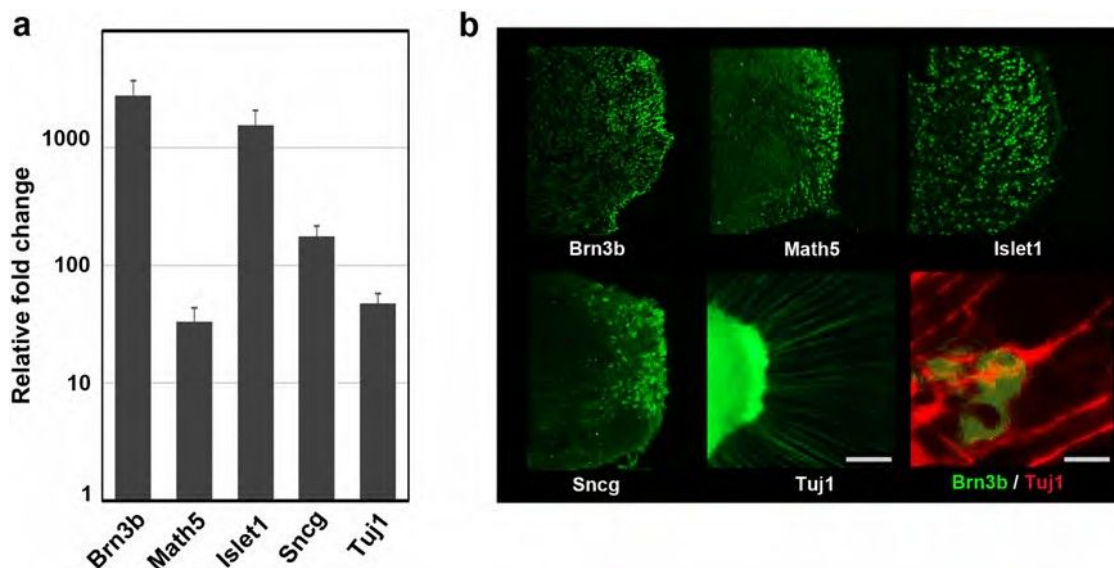 a
Relative fold change
1000
100
10
1
Brn3b
Math5
Islet1
Sncg
Tuj1
b
Brn3b
Math5
Islet1
Sncg
Tuj1
Brn3b / Tuj1